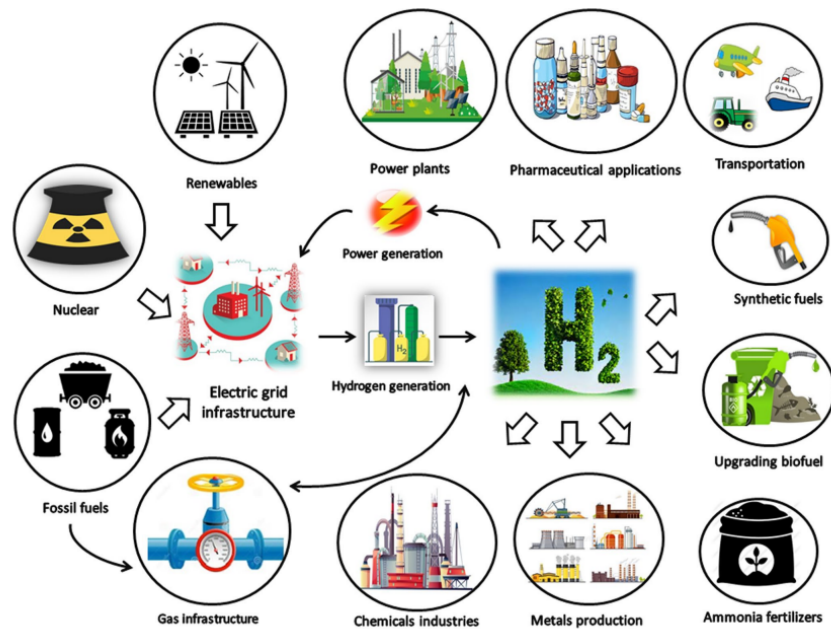 Renewables
Power plants
Pharmaceutical applications
Transportation
Nuclear
Power generation
Synthetic fuels
H2
H2
Electric grid
infrastructure
Hydrogen generation
Fossil fuels
Upgrading biofuel
Gas infrastructure
Chemicals industries
Metals production
Ammonia fertilizers